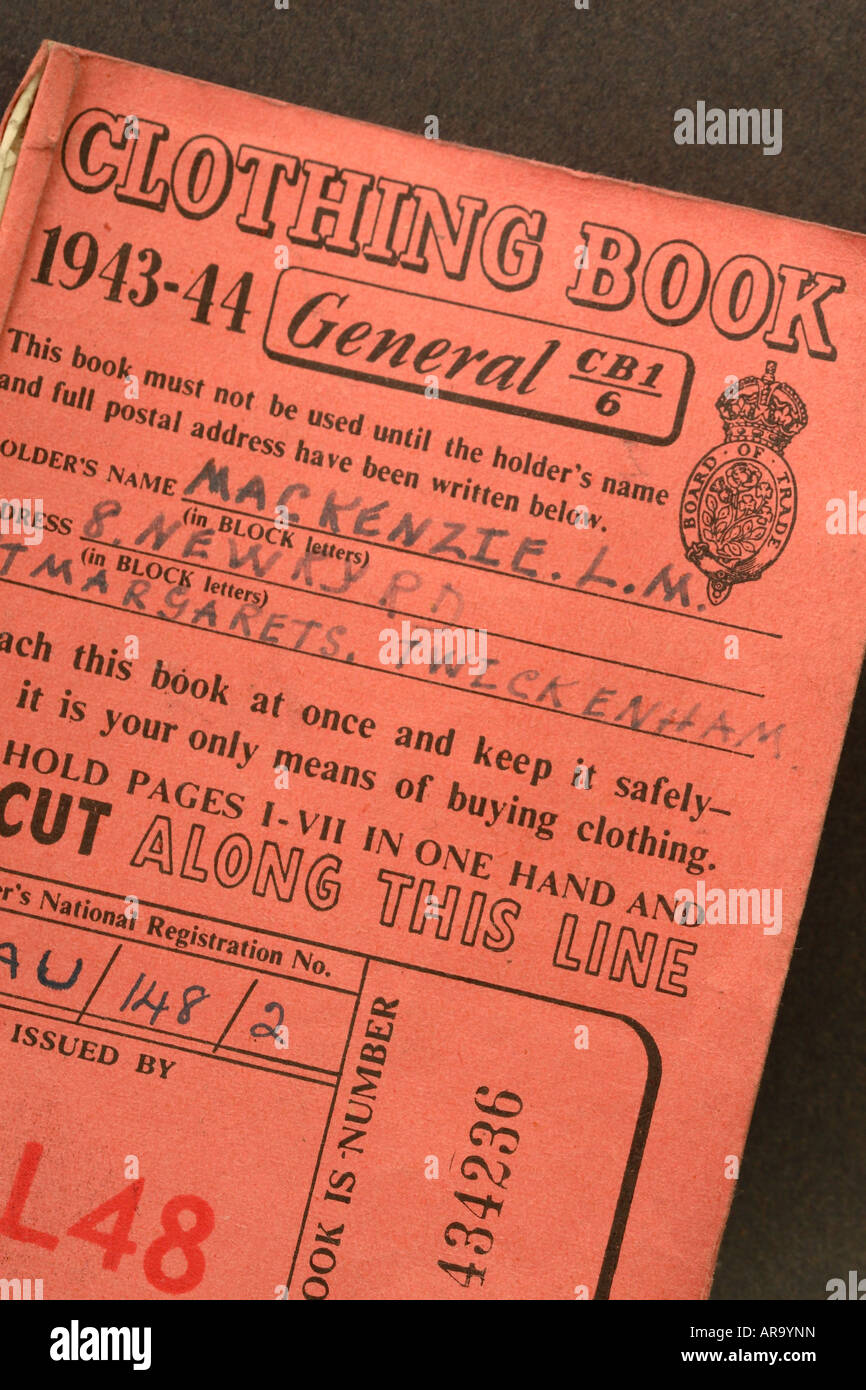 CLOTHING BOOK
1943-44 General CB1/6
This book must not be used until the holder's name
and full postal address have been written below.
OLDER'S NAME MACKENZIE. L.M.
(in BLOCK letters)
DRESS 8, NEWRY RD
(in BLOCK letters)
TMARGARETS. TWICKENHAM
BOARD · OF · TRADE
ach this book at once and keep it safely–
it is your only means of buying clothing.
HOLD PAGES I-VII IN ONE HAND AND
CUT ALONG THIS LINE
er's National Registration No.
AU/148/2
ISSUED BY
L48
OOK IS NUMBER
434236
alamy
Image ID: AR9YNN
www.alamy.com